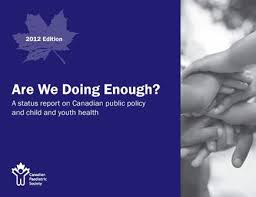 2012 Edition
Are We Doing Enough?
A status report on Canadian public policy
and child and youth health
Canadian
Paediatric
Society